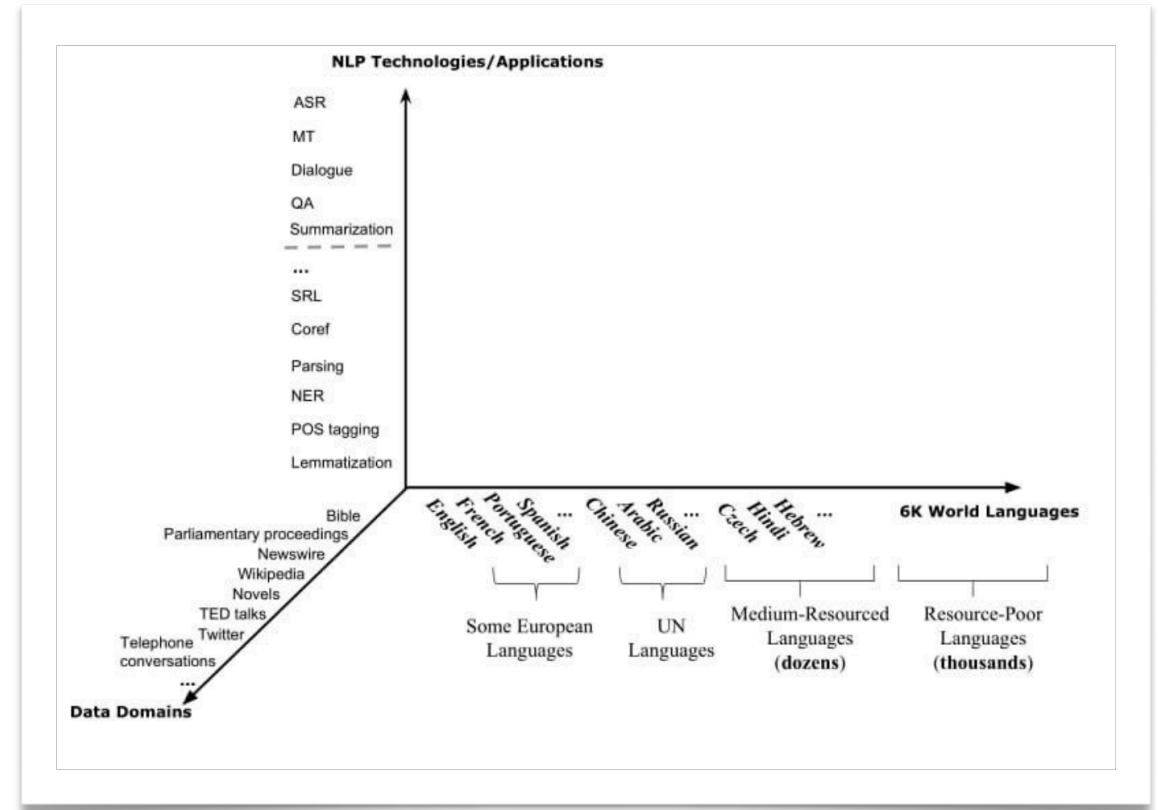 NLP Technologies/Applications
ASR
MT
Dialogue
QA
Summarization
...
SRL
Coref
Parsing
NER
POS tagging
Lemmatization
Bible
Parliamentary proceedings
Newswire
Wikipedia
Novels
TED talks
Twitter
Telephone
conversations
...
Data Domains
English
French
Portuguese
Spanish
...
Chinese
Arabic
Russian
...
Czech
Hindi
Hebrew
...
6K World Languages
Some European
Languages
UN
Languages
Medium-Resourced
Languages
(dozens)
Resource-Poor
Languages
(thousands)